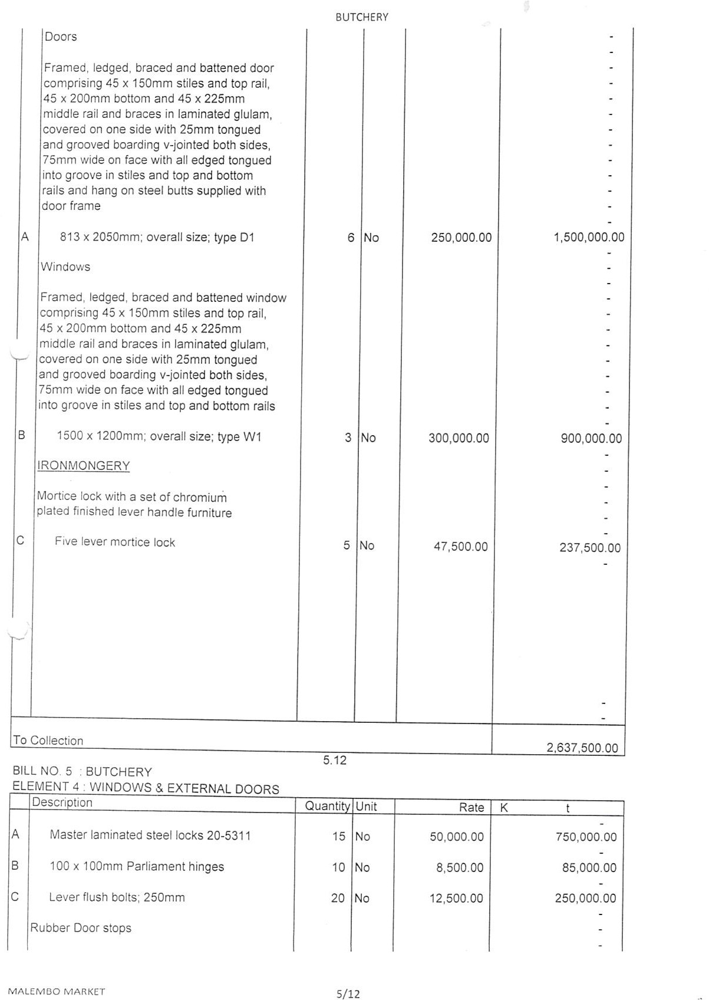 BUTCHERY
Doors -
-
Framed, ledged, braced and battened door -
comprising 45 x 150mm stiles and top rail, -
45 x 200mm bottom and 45 x 225mm -
middle rail and braces in laminated glulam, -
covered on one side with 25mm tongued -
and grooved boarding v-jointed both sides, -
75mm wide on face with all edged tongued -
into groove in stiles and top and bottom -
rails and hang on steel butts supplied with -
door frame -
-
A 813 x 2050mm; overall size; type D1 6 No 250,000.00 1,500,000.00
-
Windows -
-
Framed, ledged, braced and battened window -
comprising 45 x 150mm stiles and top rail, -
45 x 200mm bottom and 45 x 225mm -
middle rail and braces in laminated glulam, -
covered on one side with 25mm tongued -
and grooved boarding v-jointed both sides, -
75mm wide on face with all edged tongued -
into groove in stiles and top and bottom rails -
-
B 1500 x 1200mm; overall size; type W1 3 No 300,000.00 900,000.00
-
IRONMONGERY -
-
Mortice lock with a set of chromium -
plated finished lever handle furniture -
-
C Five lever mortice lock 5 No 47,500.00 237,500.00
-
-
-
To Collection 2,637,500.00
5.12
BILL NO. 5 : BUTCHERY
ELEMENT 4 : WINDOWS & EXTERNAL DOORS
Description Quantity Unit Rate K t
-
A Master laminated steel locks 20-5311 15 No 50,000.00 750,000.00
-
B 100 x 100mm Parliament hinges 10 No 8,500.00 85,000.00
-
C Lever flush bolts; 250mm 20 No 12,500.00 250,000.00
-
Rubber Door stops -
-
MALEMBO MARKET 5/12